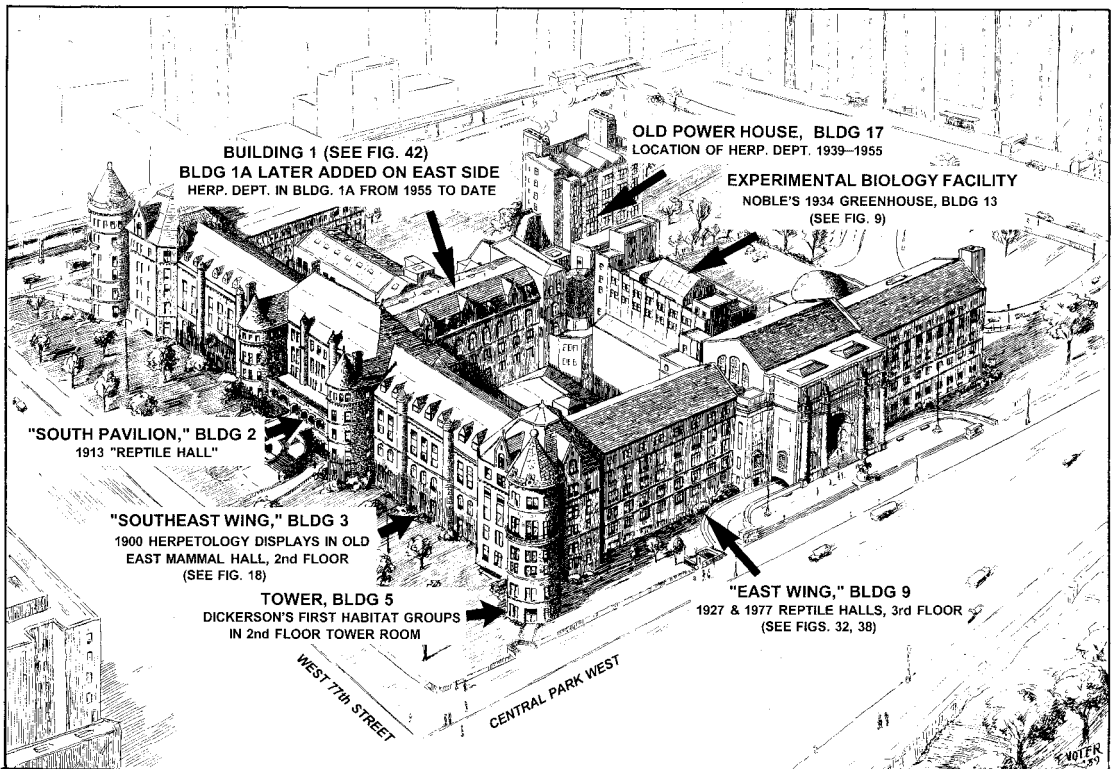 OLD POWER HOUSE, BLDG 17
LOCATION OF HERP. DEPT. 1939–1955
BUILDING 1 (SEE FIG. 42)
BLDG 1A LATER ADDED ON EAST SIDE
HERP. DEPT. IN BLDG. 1A FROM 1955 TO DATE
EXPERIMENTAL BIOLOGY FACILITY
NOBLE'S 1934 GREENHOUSE, BLDG 13
(SEE FIG. 9)
"SOUTH PAVILION," BLDG 2
1913 "REPTILE HALL"
"SOUTHEAST WING," BLDG 3
1900 HERPETOLOGY DISPLAYS IN OLD
EAST MAMMAL HALL, 2nd FLOOR
(SEE FIG. 18)
TOWER, BLDG 5
DICKERSON'S FIRST HABITAT GROUPS
IN 2nd FLOOR TOWER ROOM
"EAST WING," BLDG 9
1927 & 1977 REPTILE HALLS, 3rd FLOOR
(SEE FIGS. 32, 38)
WEST 77th STREET
CENTRAL PARK WEST
T. VOTER